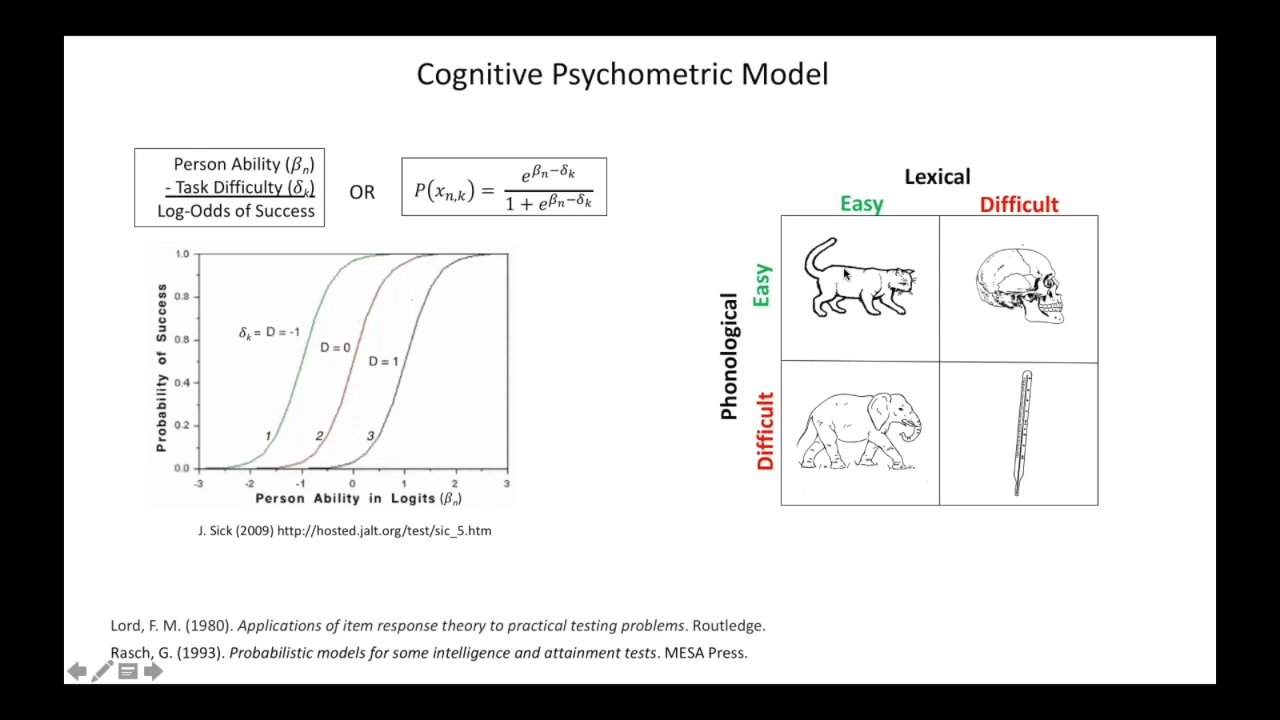 Cognitive Psychometric Model
Person Ability (βₙ)
- Task Difficulty (δₖ)
Log-Odds of Success
OR
P(xₙ,ₖ) = e^(βₙ−δₖ) / (1 + e^(βₙ−δₖ))
Probability of Success
1.0
0.8
0.6
0.4
0.2
0.0
δₖ = D = -1
D = 0
D = 1
1
2
3
-3
-2
-1
0
1
2
3
Person Ability in Logits (βₙ)
J. Sick (2009) http://hosted.jalt.org/test/sic_5.htm
Lexical
Easy
Difficult
Phonological
Easy
Difficult
Lord, F. M. (1980). Applications of item response theory to practical testing problems. Routledge.
Rasch, G. (1993). Probabilistic models for some intelligence and attainment tests. MESA Press.